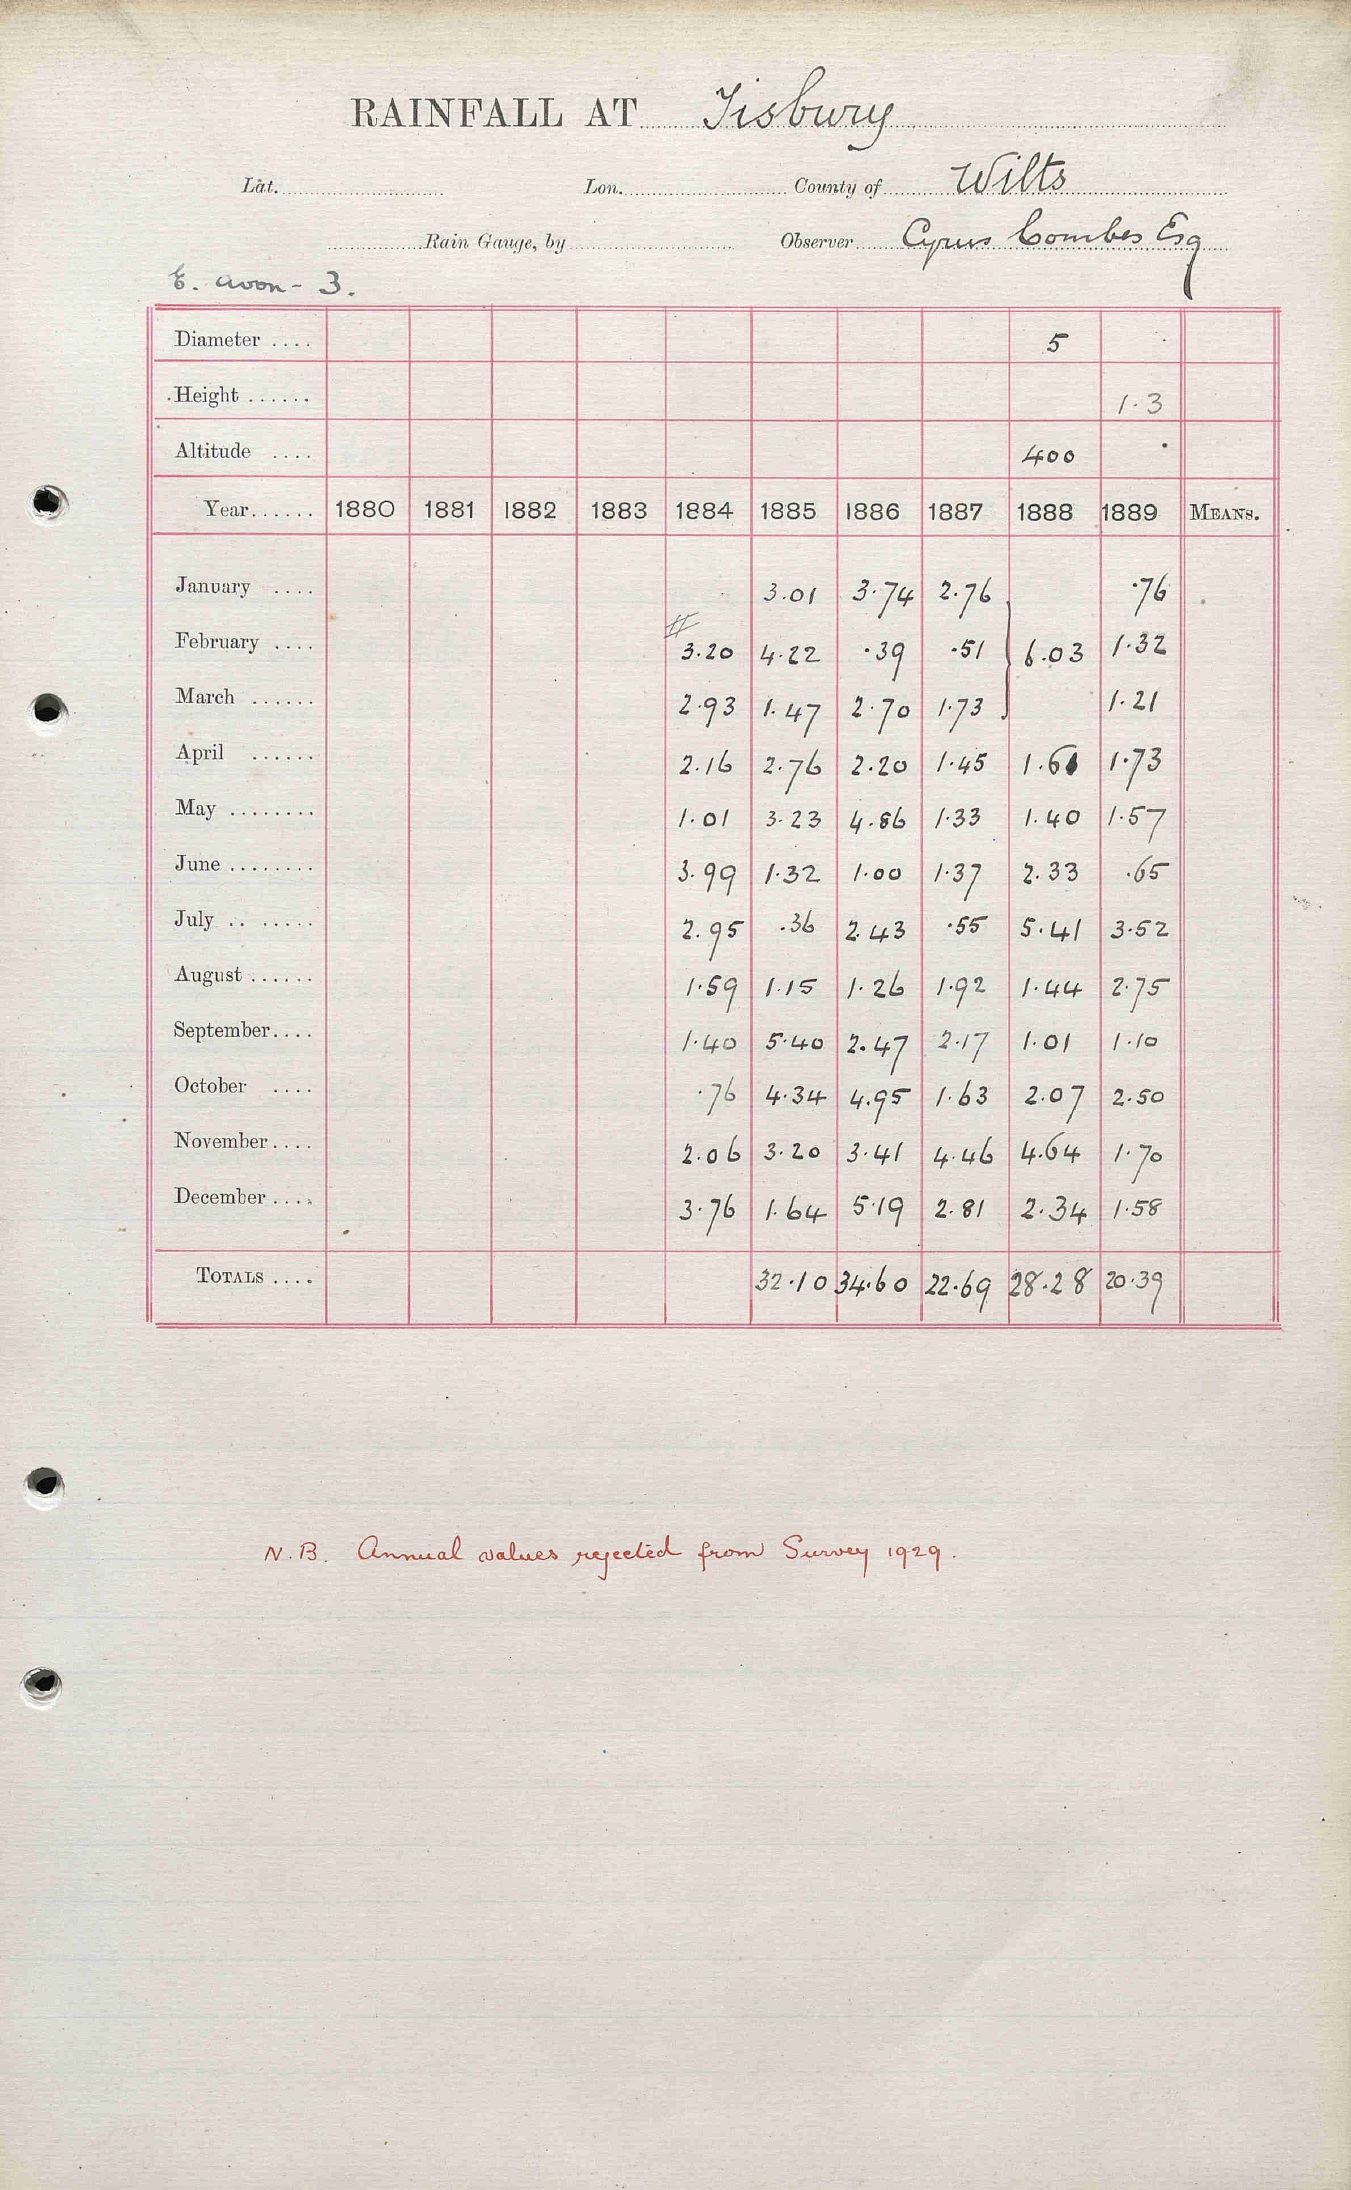 RAINFALL AT Tisbury
Lat. Lon. County of Wilts
Rain Gauge, by Observer Cyrus Combes Esq
E. Avon - 3.
Diameter .... 5
Height ...... 1.3
Altitude .... 400
Year...... 1880 1881 1882 1883 1884 1885 1886 1887 1888 1889 MEANS.
January .... 3.01 3.74 2.76 .76
February .... 3.20 4.22 .39 .51 6.03 1.32
March ...... 2.93 1.47 2.70 1.73 1.21
April ...... 2.16 2.76 2.20 1.45 1.61 1.73
May ........ 1.01 3.23 4.86 1.33 1.40 1.57
June ........ 3.99 1.32 1.00 1.37 2.33 .65
July .. ..... 2.95 .36 2.43 .55 5.41 3.52
August ...... 1.59 1.15 1.26 1.92 1.44 2.75
September.... 1.40 5.40 2.47 2.17 1.01 1.10
October .... .76 4.34 4.95 1.63 2.07 2.50
November.... 2.06 3.20 3.41 4.46 4.64 1.70
December .... 3.76 1.64 5.19 2.81 2.34 1.58
TOTALS .... 32.10 34.60 22.69 28.28 20.39
N.B. Annual values rejected from Survey 1929.